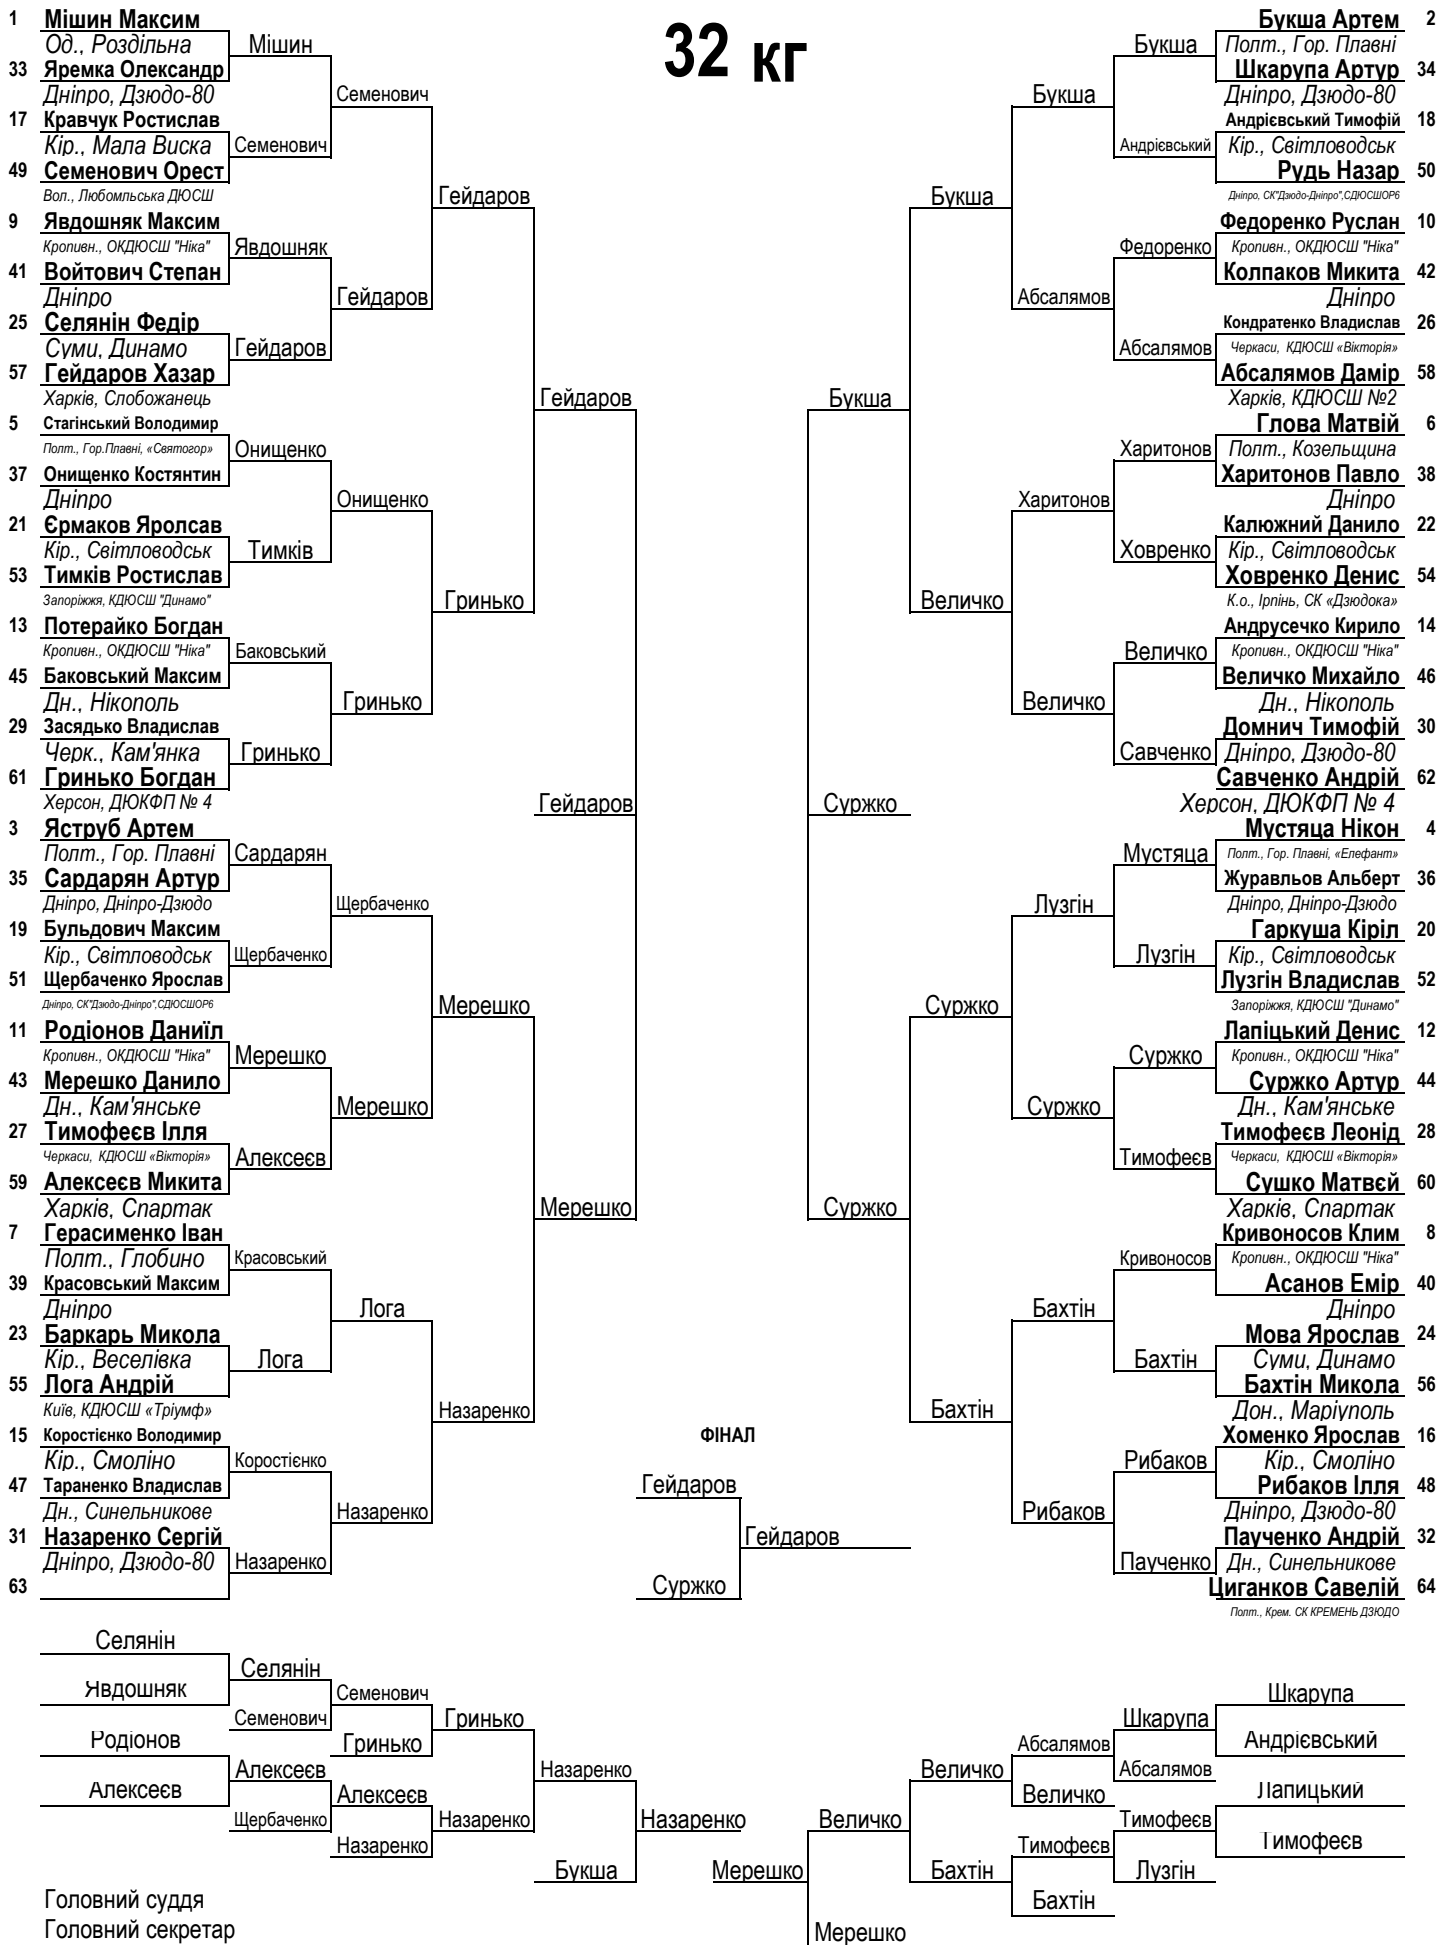 32 кг
1 Мішин Максим
Од., Роздільна
Мішин
33 Яремка Олександр
Дніпро, Дзюдо-80
Семенович
17 Кравчук Ростислав
Кір., Мала Виска
Семенович
49 Семенович Орест
Вол., Любомльська ДЮСШ
Гейдаров
9 Явдошняк Максим
Кропивн., ОКДЮСШ "Ніка"
Явдошняк
41 Войтович Степан
Дніпро
Гейдаров
25 Селянін Федір
Суми, Динамо
Гейдаров
57 Гейдаров Хазар
Харків, Слобожанець
Гейдаров
5 Стагінський Володимир
Полт., Гор.Плавні, «Святогор»
Онищенко
37 Онищенко Костянтин
Дніпро
Онищенко
21 Єрмаков Яролсав
Кір., Світловодськ
Тимків
53 Тимків Ростислав
Запоріжжя, КДЮСШ "Динамо"
Гринько
13 Потерайко Богдан
Кропивн., ОКДЮСШ "Ніка"
Баковський
45 Баковський Максим
Дн., Нікополь
Гринько
29 Засядько Владислав
Черк., Кам'янка
Гринько
61 Гринько Богдан
Херсон, ДЮКФП № 4
Гейдаров
3 Яструб Артем
Полт., Гор. Плавні
Сардарян
35 Сардарян Артур
Дніпро, Дніпро-Дзюдо
Щербаченко
19 Бульдович Максим
Кір., Світловодськ
Щербаченко
51 Щербаченко Ярослав
Дніпро, СК"Дзюдо-Дніпро",СДЮСШОР6
Мерешко
11 Родіонов Даниїл
Кропивн., ОКДЮСШ "Ніка"
Мерешко
43 Мерешко Данило
Дн., Кам'янське
Мерешко
27 Тимофеєв Ілля
Черкаси, КДЮСШ «Вікторія»
Алексеєв
59 Алексеєв Микита
Харків, Спартак
Мерешко
7 Герасименко Іван
Полт., Глобино
Красовський
39 Красовський Максим
Дніпро
Лога
23 Баркарь Микола
Кір., Веселівка
Лога
55 Лога Андрій
Київ, КДЮСШ «Тріумф»
Назаренко
15 Коростієнко Володимир
Кір., Смоліно
Коростієнко
47 Тараненко Владислав
Дн., Синельникове
Назаренко
31 Назаренко Сергій
Дніпро, Дзюдо-80
Назаренко
63
Букша Артем 2
Букша
Полт., Гор. Плавні
Шкарупа Артур 34
Букша
Дніпро, Дзюдо-80
Андрієвський Тимофій 18
Андрієвський
Кір., Світловодськ
Рудь Назар 50
Букша
Дніпро, СК"Дзюдо-Дніпро",СДЮСШОР6
Федоренко Руслан 10
Федоренко
Кропивн., ОКДЮСШ "Ніка"
Колпаков Микита 42
Абсалямов
Дніпро
Кондратенко Владислав 26
Абсалямов
Черкаси, КДЮСШ «Вікторія»
Абсалямов Дамір 58
Букша
Харків, КДЮСШ №2
Глова Матвій 6
Харитонов
Полт., Козельщина
Харитонов Павло 38
Харитонов
Дніпро
Калюжний Данило 22
Ховренко
Кір., Світловодськ
Ховренко Денис 54
Величко
К.о., Ірпінь, СК «Дзюдока»
Андрусечко Кирило 14
Величко
Кропивн., ОКДЮСШ "Ніка"
Величко Михайло 46
Величко
Дн., Нікополь
Домнич Тимофій 30
Савченко
Дніпро, Дзюдо-80
Савченко Андрій 62
Суржко
Херсон, ДЮКФП № 4
Мустяца Нікон 4
Мустяца
Полт., Гор. Плавні, «Елефант»
Журавльов Альберт 36
Лузгін
Дніпро, Дніпро-Дзюдо
Гаркуша Кіріл 20
Лузгін
Кір., Світловодськ
Лузгін Владислав 52
Суржко
Запоріжжя, КДЮСШ "Динамо"
Лапіцький Денис 12
Суржко
Кропивн., ОКДЮСШ "Ніка"
Суржко Артур 44
Суржко
Дн., Кам'янське
Тимофеєв Леонід 28
Тимофеєв
Черкаси, КДЮСШ «Вікторія»
Сушко Матвєй 60
Суржко
Харків, Спартак
Кривоносов Клим 8
Кривоносов
Кропивн., ОКДЮСШ "Ніка"
Асанов Емір 40
Бахтін
Дніпро
Мова Ярослав 24
Бахтін
Суми, Динамо
Бахтін Микола 56
Бахтін
Дон., Маріуполь
Хоменко Ярослав 16
Рибаков
Кір., Смоліно
Рибаков Ілля 48
Рибаков
Дніпро, Дзюдо-80
Паученко Андрій 32
Паученко
Дн., Синельникове
Циганков Савелій 64
Полт., Крем. СК КРЕМЕНЬ ДЗЮДО
ФІНАЛ
Гейдаров
Гейдаров
Суржко
Селянін
Селянін
Явдошняк
Семенович
Семенович
Гринько
Родіонов
Гринько
Алексеєв
Назаренко
Алексеєв
Алексеєв
Щербаченко
Назаренко
Назаренко
Назаренко
Букша
Шкарупа
Шкарупа
Андрієвський
Абсалямов
Абсалямов
Величко
Лапицький
Величко
Тимофеєв
Величко
Тимофеєв
Тимофеєв
Мерешко
Бахтін
Лузгін
Бахтін
Мерешко
Головний суддя
Головний секретар